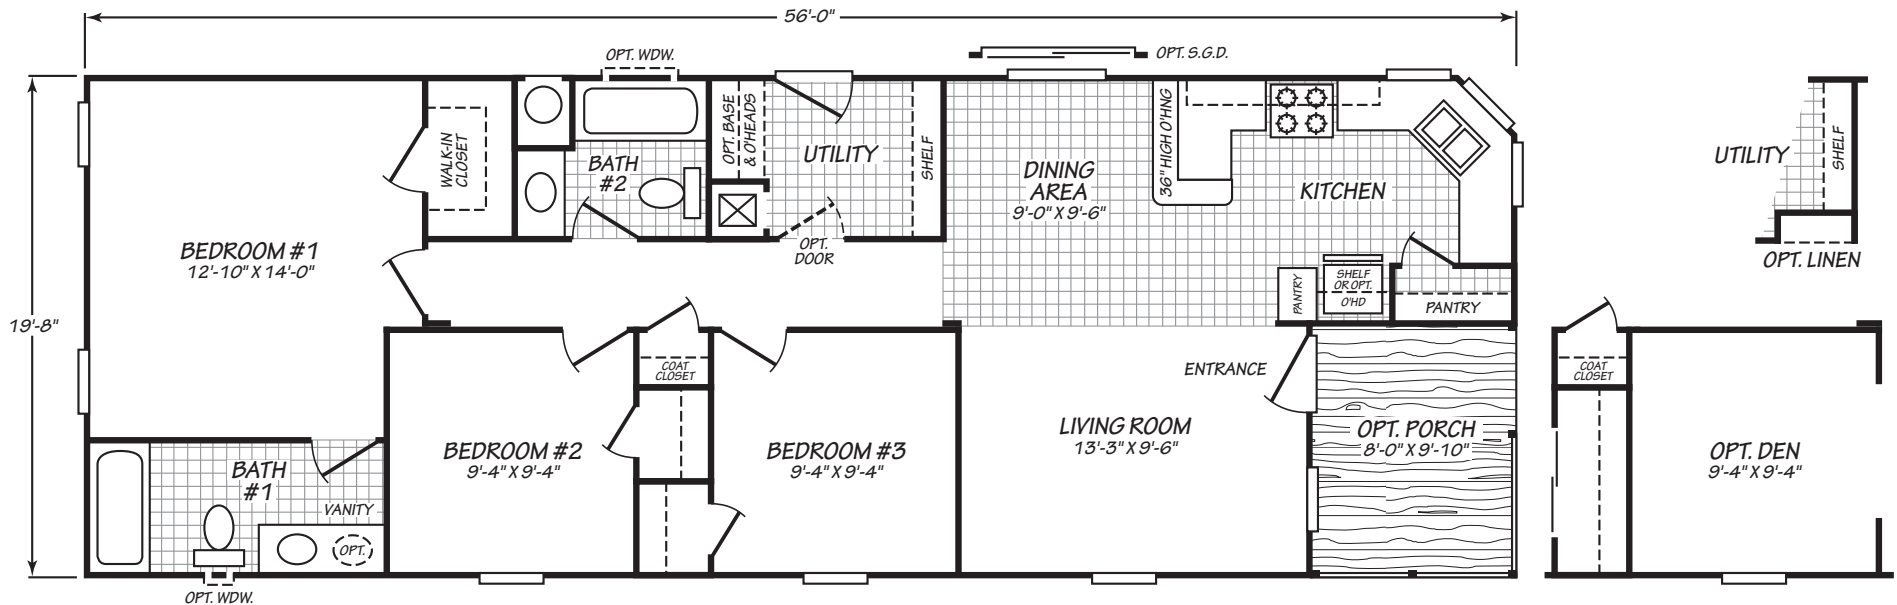 56'-0"
OPT. WDW.
OPT. S.G.D.
WALK-IN
CLOSET
BATH
#2
OPT. BASE
& O'HEADS
UTILITY
SHELF
DINING
AREA
9'-0" X 9'-6"
36" HIGH O'HNG
KITCHEN
UTILITY
SHELF
BEDROOM #1
12'-10" X 14'-0"
OPT.
DOOR
OPT. LINEN
PANTRY
SHELF
OR OPT.
O'HD
PANTRY
19'-8"
COAT
CLOSET
ENTRANCE
COAT
CLOSET
LIVING ROOM
13'-3" X 9'-6"
OPT. PORCH
8'-0" X 9'-10"
BEDROOM #2
9'-4" X 9'-4"
BEDROOM #3
9'-4" X 9'-4"
OPT. DEN
9'-4" X 9'-4"
BATH
#1
VANITY
OPT.
OPT. WDW.